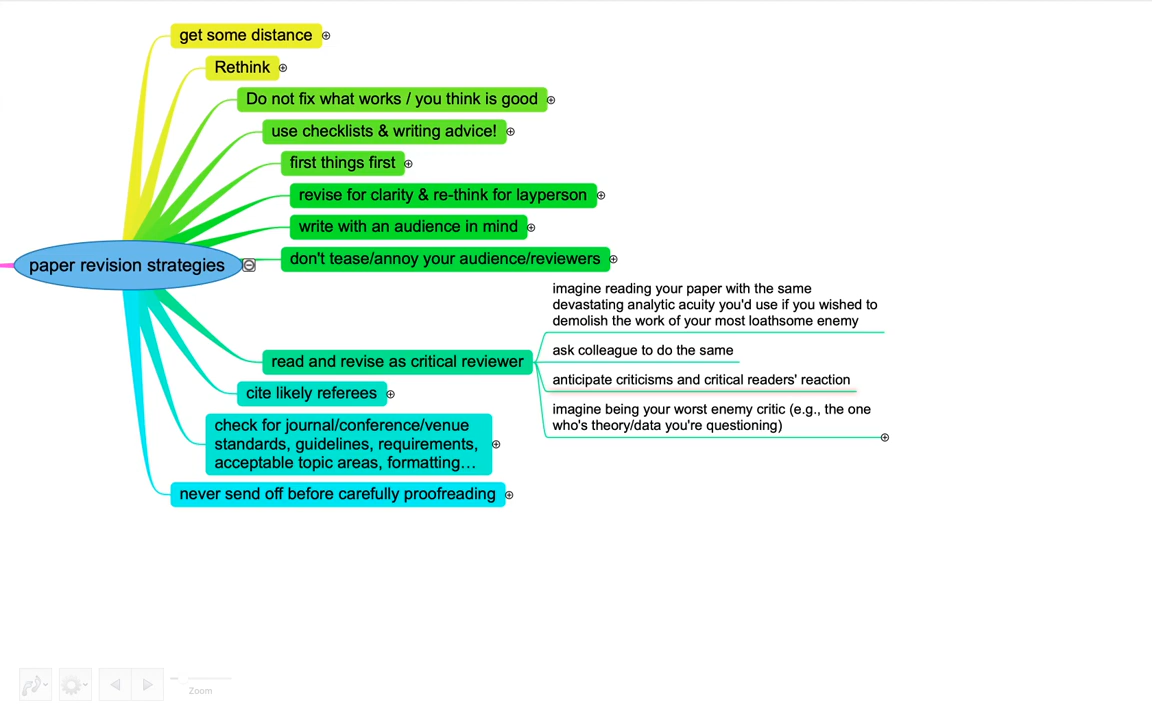 get some distance
Rethink
Do not fix what works / you think is good
use checklists & writing advice!
first things first
revise for clarity & re-think for layperson
write with an audience in mind
don't tease/annoy your audience/reviewers
paper revision strategies
imagine reading your paper with the same
devastating analytic acuity you'd use if you wished to
demolish the work of your most loathsome enemy
ask colleague to do the same
read and revise as critical reviewer
anticipate criticisms and critical readers' reaction
imagine being your worst enemy critic (e.g., the one
who's theory/data you're questioning)
cite likely referees
check for journal/conference/venue
standards, guidelines, requirements,
acceptable topic areas, formatting…
never send off before carefully proofreading
Zoom